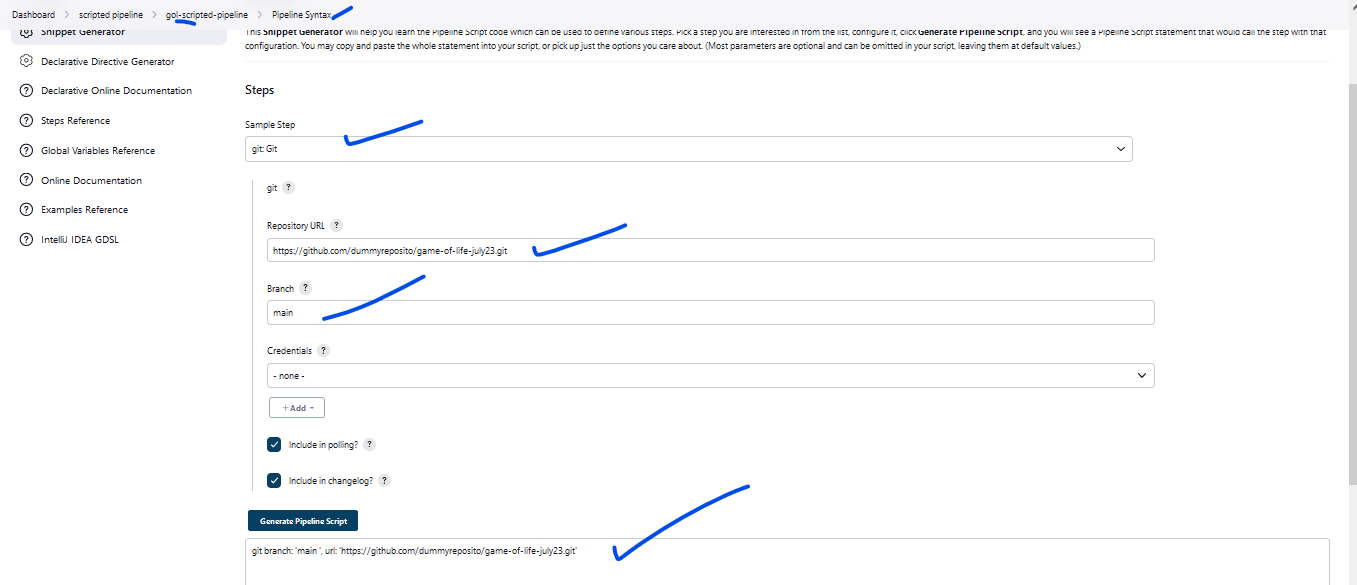 Dashboard > scripted pipeline > gol-scripted-pipeline > Pipeline Syntax
Snippet Generator
Declarative Directive Generator
Declarative Online Documentation
Steps Reference
Global Variables Reference
Online Documentation
Examples Reference
IntelliJ IDEA GDSL
This Snippet Generator will help you learn the Pipeline Script code which can be used to define various steps. Pick a step you are interested in from the list, configure it, click Generate Pipeline Script, and you will see a Pipeline Script statement that would call the step with that
configuration. You may copy and paste the whole statement into your script, or pick up just the options you care about. (Most parameters are optional and can be omitted in your script, leaving them at default values.)
Steps
Sample Step
git: Git
git ?
Repository URL ?
https://github.com/dummyreposito/game-of-life-july23.git
Branch ?
main
Credentials ?
- none -
+Add
Include in polling? ?
Include in changelog? ?
Generate Pipeline Script
git branch: 'main ', url: 'https://github.com/dummyreposito/game-of-life-july23.git'